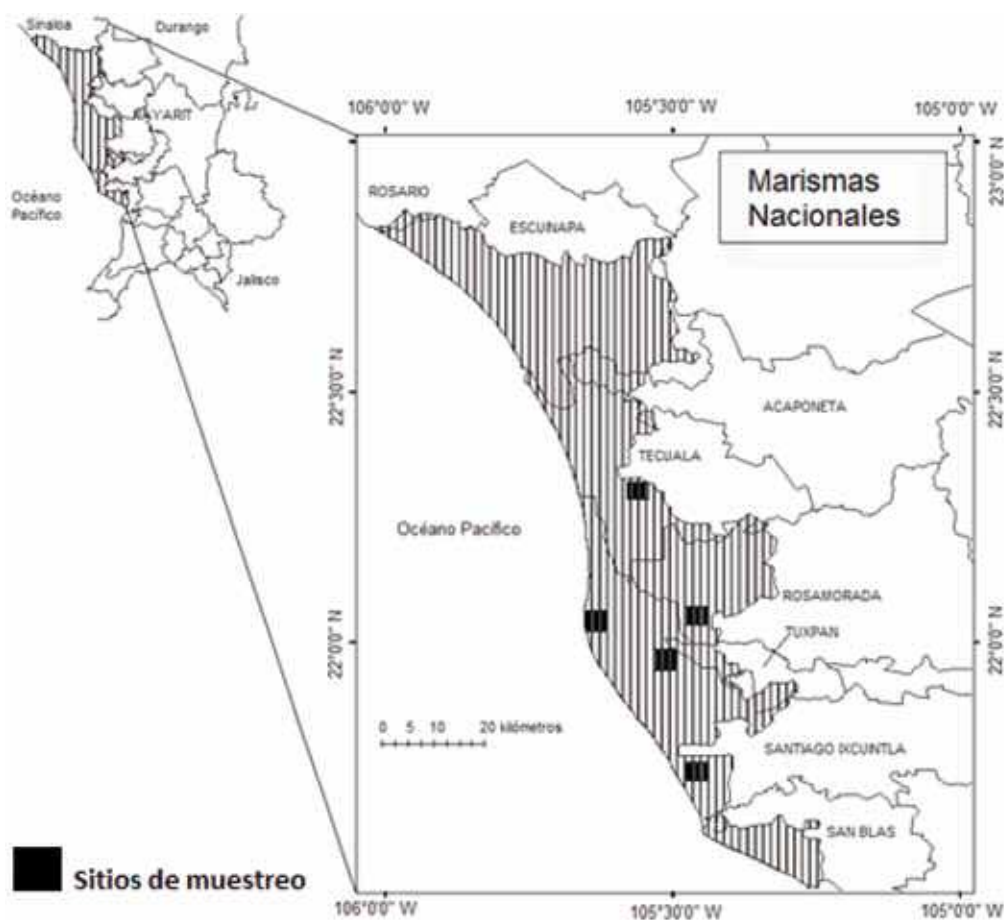 Sinaloa
Durango
NAYARIT
Océano
Pacífico
Jalisco
106°0'0" W
105°30'0" W
105°0'0" W
Marismas
Nacionales
ROSARIO
ESCUINAPA
23°0'0" N
22°30'0" N
22°30'0" N
ACAPONETA
TECUALA
Océano Pacífico
ROSAMORADA
TUXPAN
22°0'0" N
22°0'0" N
0 5 10 20 kilómetros
SANTIAGO IXCUINTLA
SAN BLAS
Sitios de muestreo
106°0'0" W
105°30'0" W
105°0'0" W